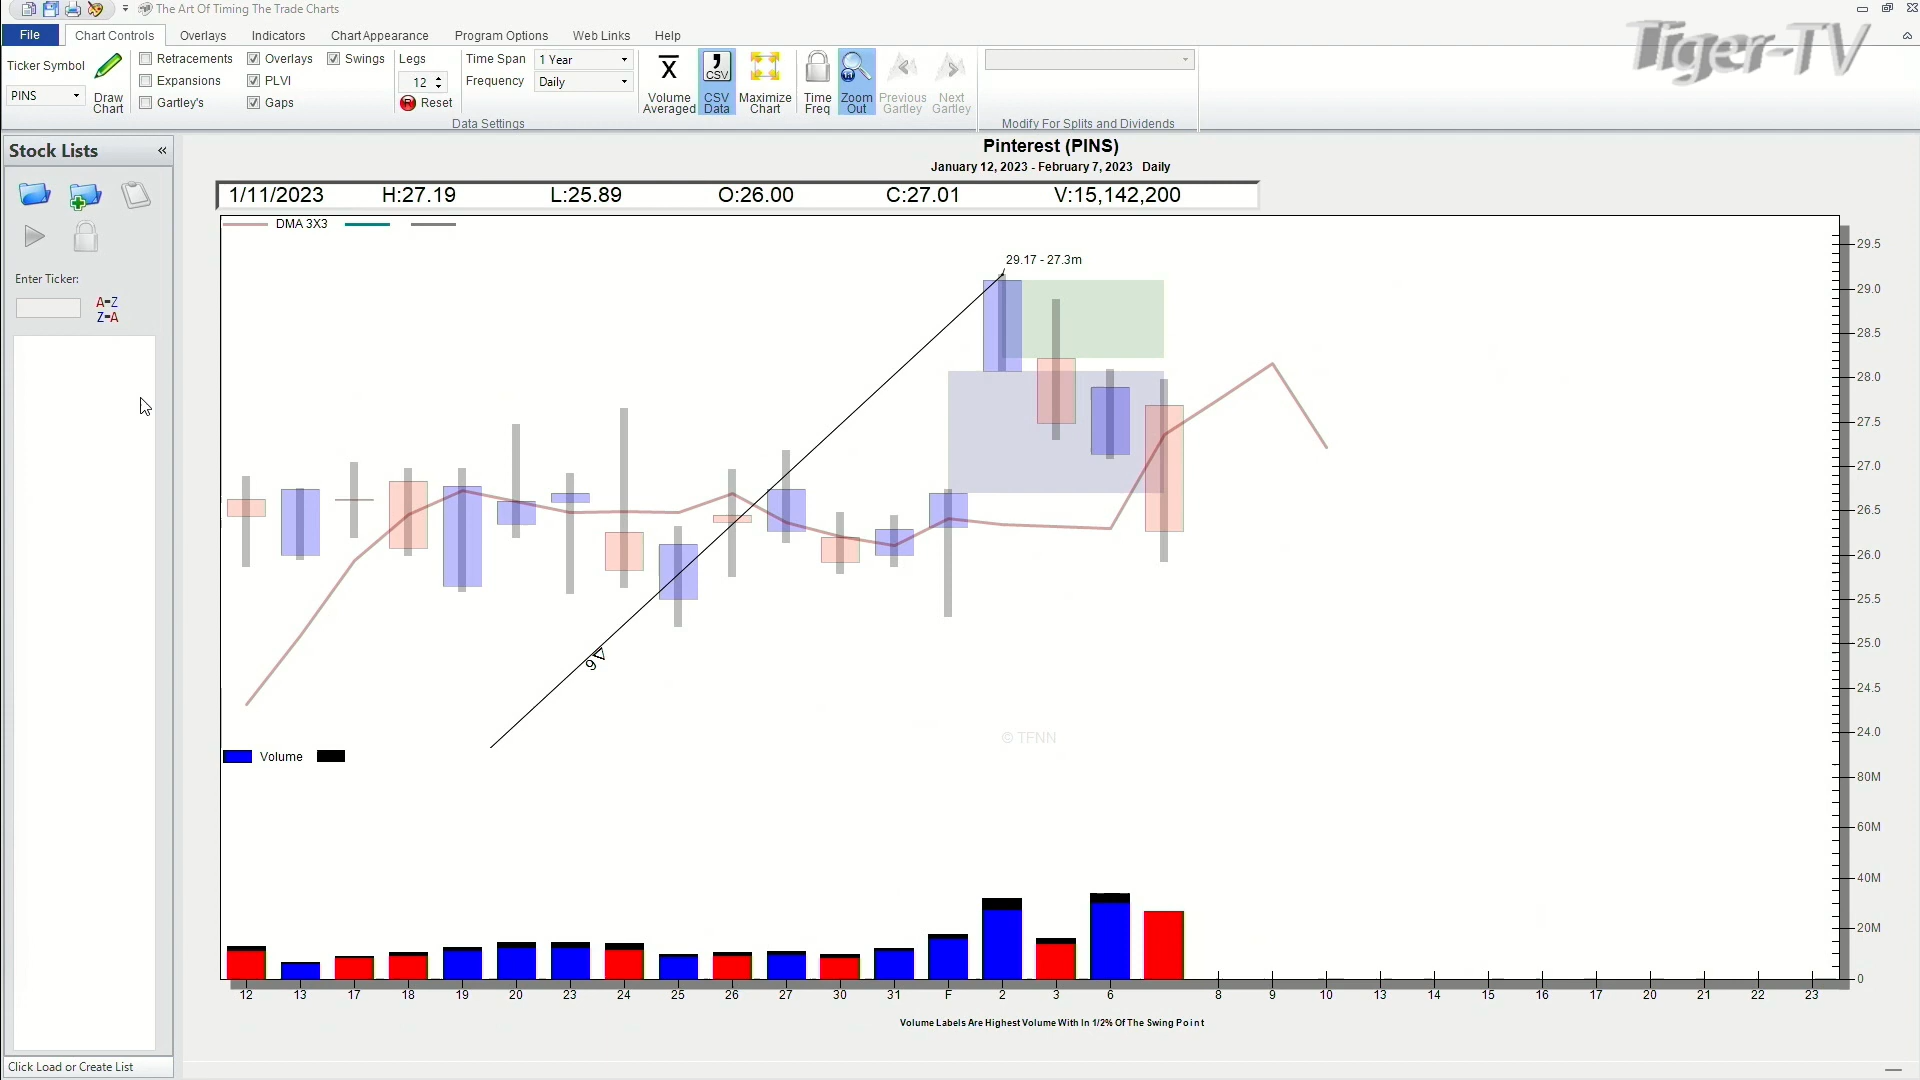 The Art Of Timing The Trade Charts
File Chart Controls Overlays Indicators Chart Appearance Program Options Web Links Help
Tiger-TV
Ticker Symbol
PINS
Draw Chart
Retracements
Expansions
Gartley's
Overlays
PLVI
Gaps
Swings
Legs
12
Reset
Time Span 1 Year
Frequency Daily
Data Settings
Volume Averaged
CSV
CSV Data
Maximize Chart
Time Freq
Zoom Out
Previous Gartley
Next Gartley
Modify For Splits and Dividends
Stock Lists «
Enter Ticker:
A=Z
Z=A
Click Load or Create List
Pinterest (PINS)
January 12, 2023 - February 7, 2023 Daily
1/11/2023 H:27.19 L:25.89 O:26.00 C:27.01 V:15,142,200
DMA 3X3
29.17 - 27.3m
29.5
29.0
28.5
28.0
27.5
27.0
26.5
26.0
25.5
25.0
24.5
24.0
© TFNN
Volume
80M
60M
40M
20M
0
12 13 17 18 19 20 23 24 25 26 27 30 31 F 2 3 6 8 9 10 13 14 15 16 17 20 21 22 23
Volume Labels Are Highest Volume With In 1/2% Of The Swing Point